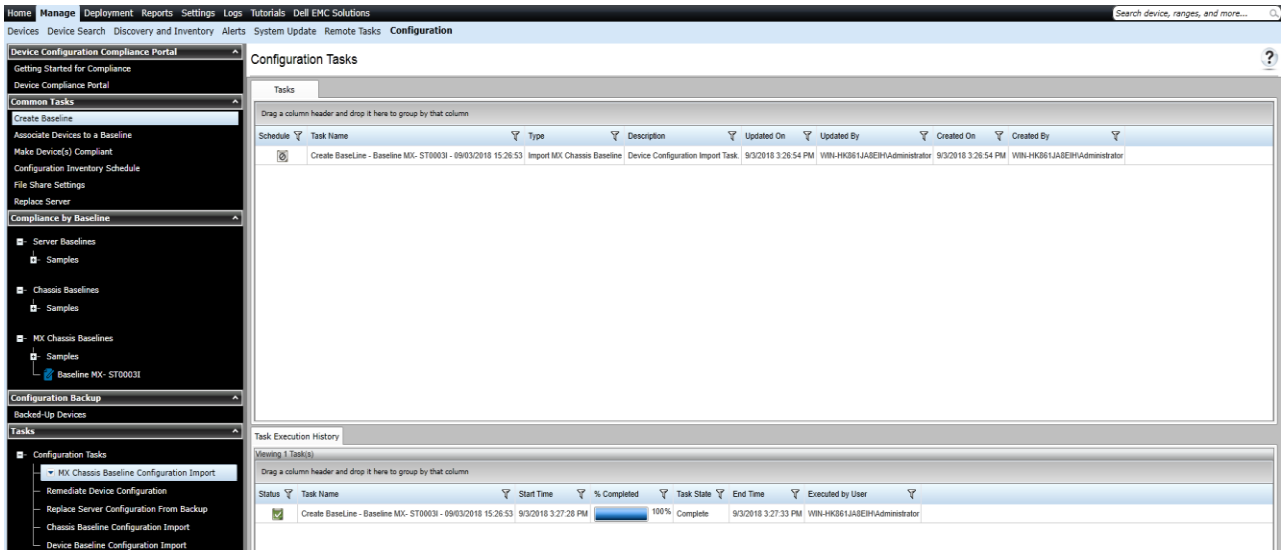 Home Manage Deployment Reports Settings Logs Tutorials Dell EMC Solutions Search device, ranges, and more...
Devices Device Search Discovery and Inventory Alerts System Update Remote Tasks Configuration
Device Configuration Compliance Portal
Getting Started for Compliance
Device Compliance Portal
Common Tasks
Create Baseline
Associate Devices to a Baseline
Make Device(s) Compliant
Configuration Inventory Schedule
File Share Settings
Replace Server
Compliance by Baseline
Server Baselines
Samples
Chassis Baselines
Samples
MX Chassis Baselines
Samples
Baseline MX- ST0003I
Configuration Backup
Backed-Up Devices
Tasks
Configuration Tasks
MX Chassis Baseline Configuration Import
Remediate Device Configuration
Replace Server Configuration From Backup
Chassis Baseline Configuration Import
Device Baseline Configuration Import
Configuration Tasks ?
Tasks
Drag a column header and drop it here to group by that column
Schedule Task Name Type Description Updated On Updated By Created On Created By
Create BaseLine - Baseline MX- ST0003I - 09/03/2018 15:26:53 Import MX Chassis Baseline Device Configuration Import Task. 9/3/2018 3:26:54 PM WIN-HK861JA8EIH\Administrator 9/3/2018 3:26:54 PM WIN-HK861JA8EIH\Administrator
Task Execution History
Viewing 1 Task(s)
Drag a column header and drop it here to group by that column
Status Task Name Start Time % Completed Task State End Time Executed by User
Create BaseLine - Baseline MX- ST0003I - 09/03/2018 15:26:53 9/3/2018 3:27:28 PM 100% Complete 9/3/2018 3:27:33 PM WIN-HK861JA8EIH\Administrator